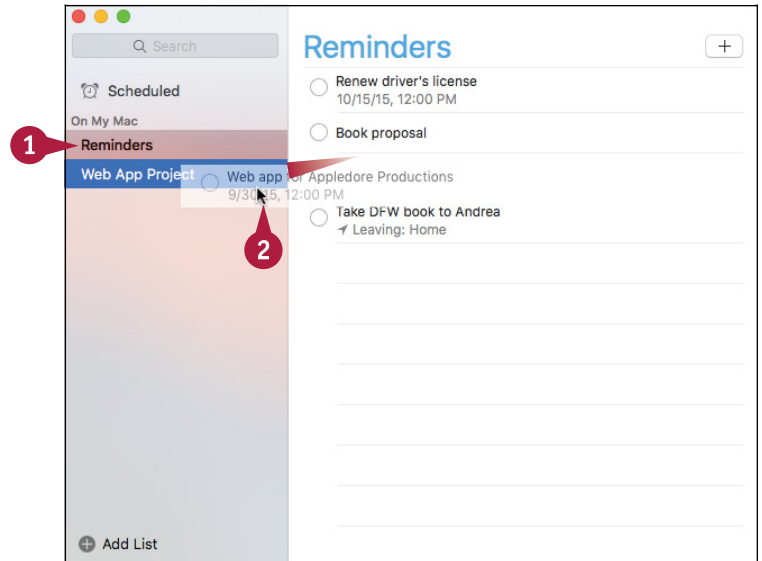 Search
Scheduled
On My Mac
Reminders
Web App Project
Add List
1
2
Reminders
+
Renew driver's license
10/15/15, 12:00 PM
Book proposal
Web app for Appledore Productions
9/30/15, 12:00 PM
Take DFW book to Andrea
Leaving: Home